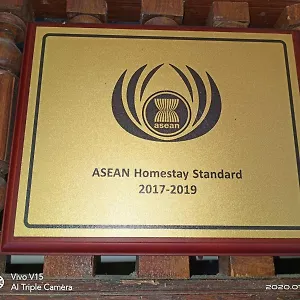 asean
ASEAN Homestay Standard
2017-2019
Vivo V15
AI Triple Camera